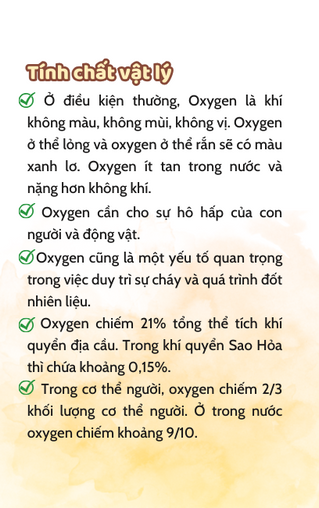 Tính chất vật lý
Ở điều kiện thường, Oxygen là khí
không màu, không mùi, không vị. Oxygen
ở thể lỏng và oxygen ở thể rắn sẽ có màu
xanh lơ. Oxygen ít tan trong nước và
nặng hơn không khí.
Oxygen cần cho sự hô hấp của con
người và động vật.
Oxygen cũng là một yếu tố quan trọng
trong việc duy trì sự cháy và quá trình đốt
nhiên liệu.
Oxygen chiếm 21% tổng thể tích khí
quyển địa cầu. Trong khí quyển Sao Hỏa
thì chứa khoảng 0,15%.
Trong cơ thể người, oxygen chiếm 2/3
khối lượng cơ thể người. Ở trong nước
oxygen chiếm khoảng 9/10.